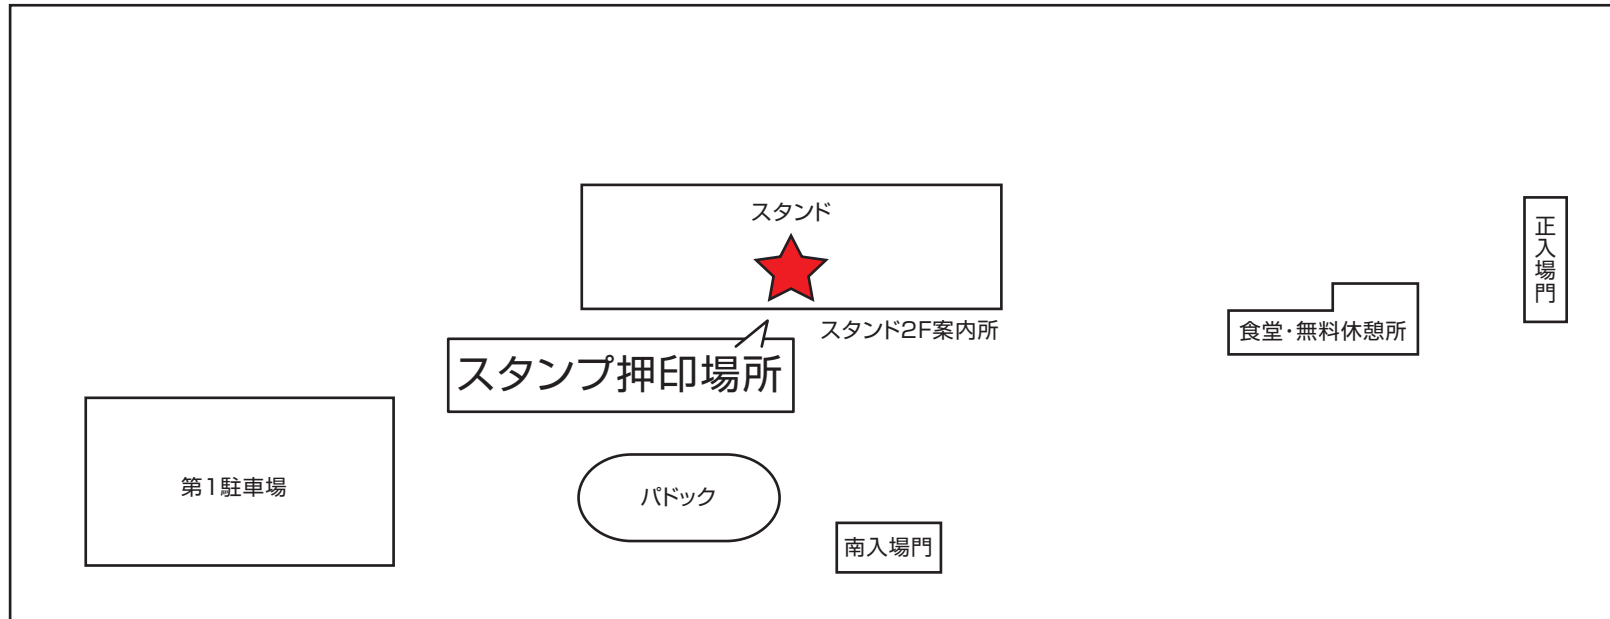 スタンド
正入場門
スタンド2F案内所
食堂・無料休憩所
スタンプ押印場所
第1駐車場
パドック
南入場門